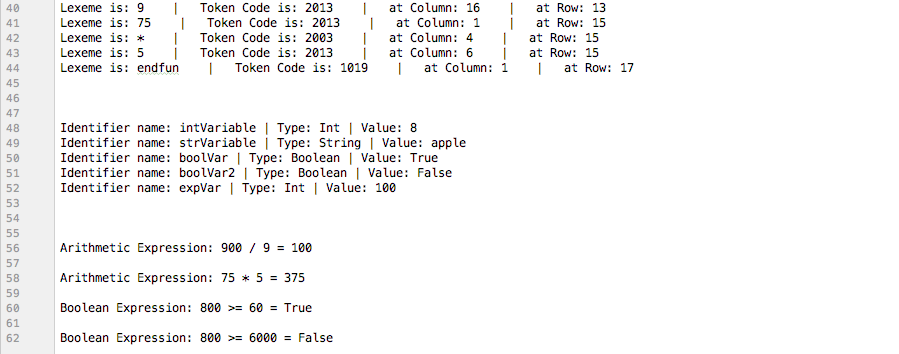 40 Lexeme is: 9 | Token Code is: 2013 | at Column: 16 | at Row: 13
41 Lexeme is: 75 | Token Code is: 2013 | at Column: 1 | at Row: 15
42 Lexeme is: * | Token Code is: 2003 | at Column: 4 | at Row: 15
43 Lexeme is: 5 | Token Code is: 2013 | at Column: 6 | at Row: 15
44 Lexeme is: endfun | Token Code is: 1019 | at Column: 1 | at Row: 17
45
46
47
48 Identifier name: intVariable | Type: Int | Value: 8
49 Identifier name: strVariable | Type: String | Value: apple
50 Identifier name: boolVar | Type: Boolean | Value: True
51 Identifier name: boolVar2 | Type: Boolean | Value: False
52 Identifier name: expVar | Type: Int | Value: 100
53
54
55
56 Arithmetic Expression: 900 / 9 = 100
57
58 Arithmetic Expression: 75 * 5 = 375
59
60 Boolean Expression: 800 >= 60 = True
61
62 Boolean Expression: 800 >= 6000 = False